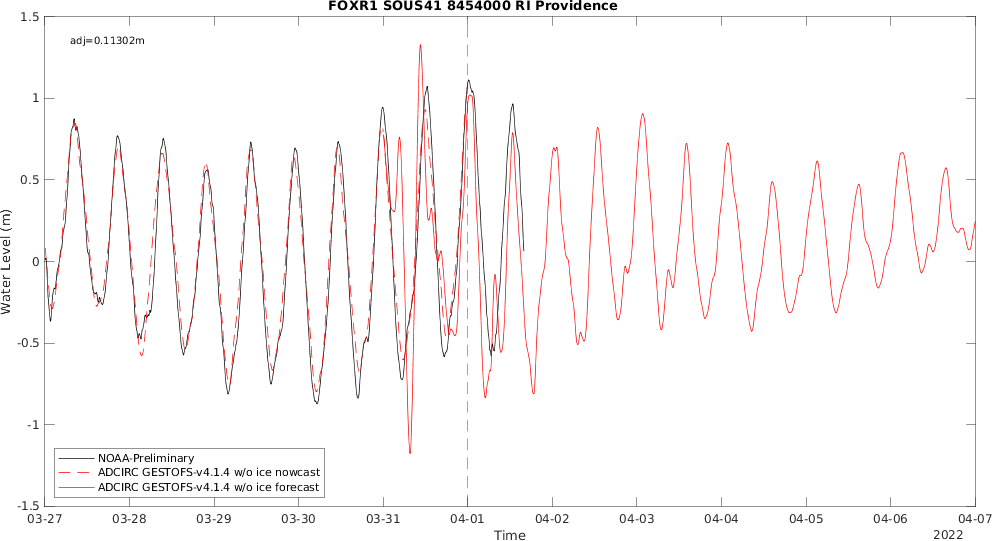 FOXR1 SOUS41 8454000 RI Providence
adj=0.11302m
1.5
1
0.5
0
-0.5
-1
-1.5
Water Level (m)
NOAA-Preliminary
ADCIRC GESTOFS-v4.1.4 w/o ice nowcast
ADCIRC GESTOFS-v4.1.4 w/o ice forecast
03-27 03-28 03-29 03-30 03-31 04-01 04-02 04-03 04-04 04-05 04-06 04-07
Time
2022